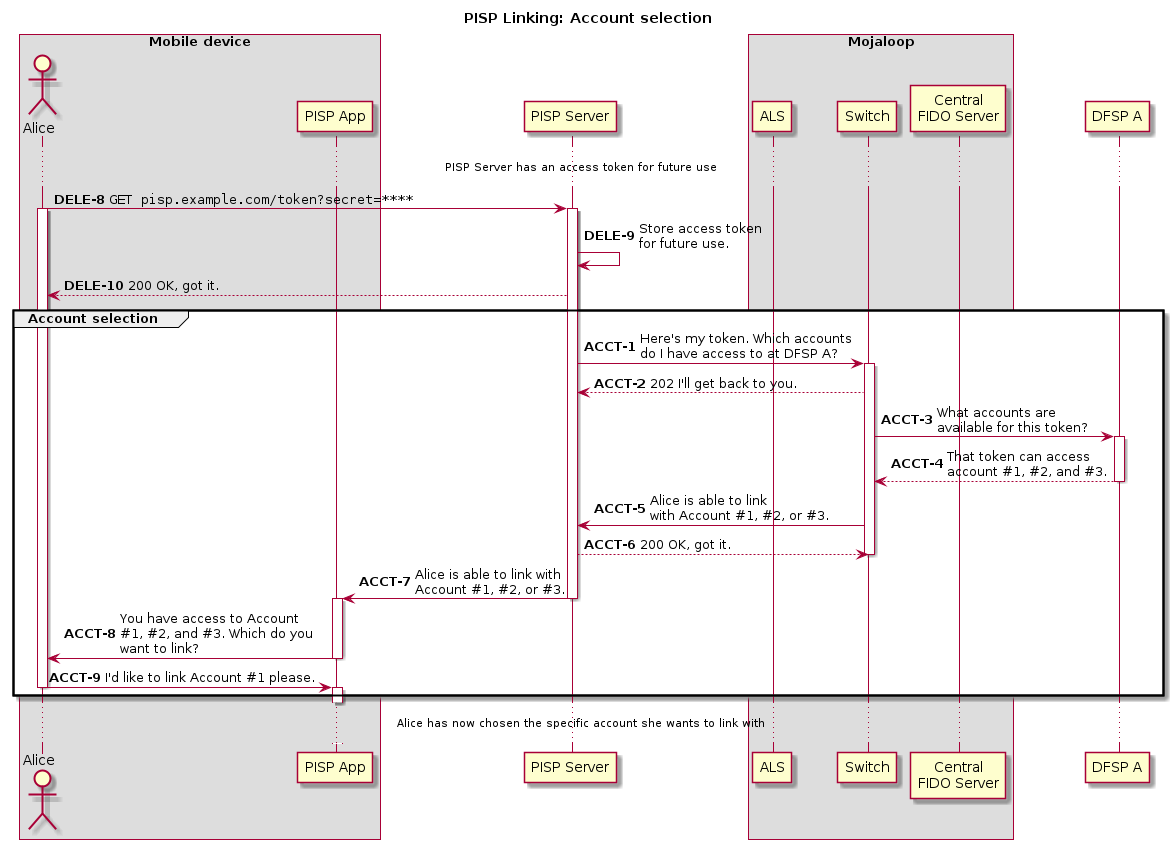 PISP Linking: Account selection
Mobile device
Mojaloop
Alice
PISP App
PISP Server
ALS
Switch
Central
FIDO Server
DFSP A
PISP Server has an access token for future use
DELE-8 GET pisp.example.com/token?secret=****
DELE-9 Store access token
for future use.
DELE-10 200 OK, got it.
Account selection
ACCT-1 Here's my token. Which accounts
do I have access to at DFSP A?
ACCT-2 202 I'll get back to you.
ACCT-3 What accounts are
available for this token?
ACCT-4 That token can access
account #1, #2, and #3.
ACCT-5 Alice is able to link
with Account #1, #2, or #3.
ACCT-6 200 OK, got it.
ACCT-7 Alice is able to link with
Account #1, #2, or #3.
You have access to Account
ACCT-8 #1, #2, and #3. Which do you
want to link?
ACCT-9 I'd like to link Account #1 please.
Alice has now chosen the specific account she wants to link with
Alice
PISP App
PISP Server
ALS
Switch
Central
FIDO Server
DFSP A